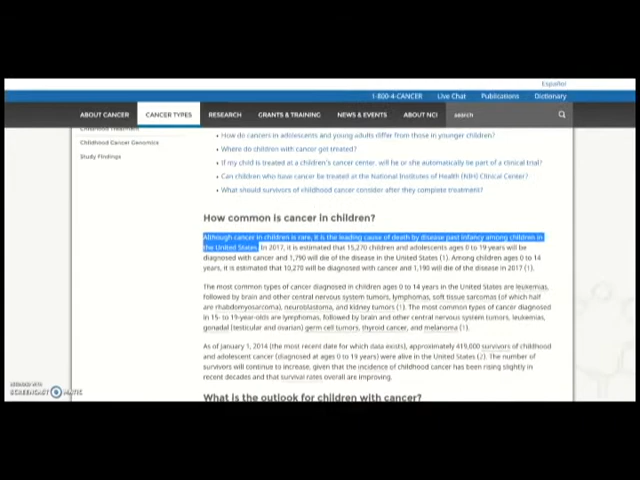 Español
1-800-4-CANCER Live Chat Publications Dictionary
ABOUT CANCER CANCER TYPES RESEARCH GRANTS & TRAINING NEWS & EVENTS ABOUT NCI search
Childhood Treatment
Childhood Cancer Genomics
Study Findings
How do cancers in adolescents and young adults differ from those in younger children?
Where do children with cancer get treated?
If my child is treated at a children's cancer center, will he or she automatically be part of a clinical trial?
Can children who have cancer be treated at the National Institutes of Health (NIH) Clinical Center?
What should survivors of childhood cancer consider after they complete treatment?
How common is cancer in children?
Although cancer in children is rare, it is the leading cause of death by disease past infancy among children in
the United States. In 2017, it is estimated that 15,270 children and adolescents ages 0 to 19 years will be
diagnosed with cancer and 1,790 will die of the disease in the United States (1). Among children ages 0 to 14
years, it is estimated that 10,270 will be diagnosed with cancer and 1,190 will die of the disease in 2017 (1).
The most common types of cancer diagnosed in children ages 0 to 14 years in the United States are leukemias,
followed by brain and other central nervous system tumors, lymphomas, soft tissue sarcomas (of which half
are rhabdomyosarcoma), neuroblastoma, and kidney tumors (1). The most common types of cancer diagnosed
in 15- to 19-year-olds are lymphomas, followed by brain and other central nervous system tumors, leukemias,
gonadal (testicular and ovarian) germ cell tumors, thyroid cancer, and melanoma (1).
As of January 1, 2014 (the most recent date for which data exists), approximately 419,000 survivors of childhood
and adolescent cancer (diagnosed at ages 0 to 19 years) were alive in the United States (2). The number of
survivors will continue to increase, given that the incidence of childhood cancer has been rising slightly in
recent decades and that survival rates overall are improving.
What is the outlook for children with cancer?
RECORDED WITH
SCREENCAST MATIC